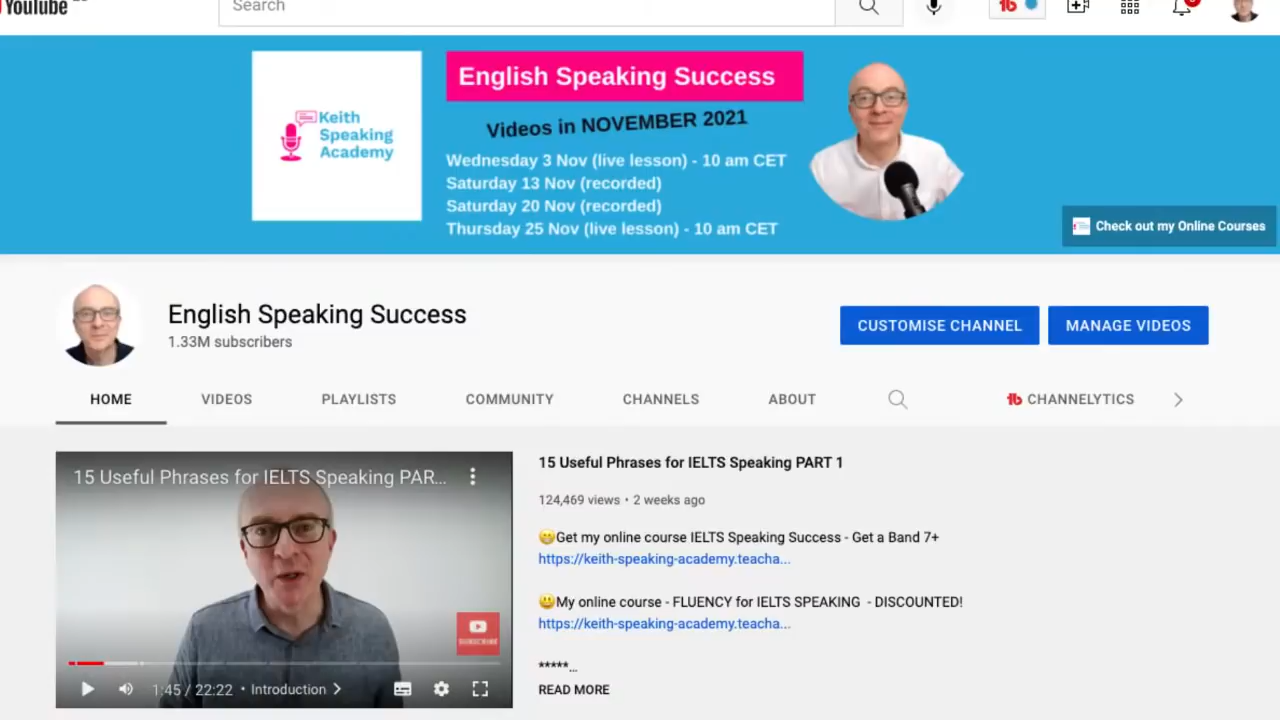 YouTube
Search
English Speaking Success
Keith
Speaking
Academy
Videos in NOVEMBER 2021
Wednesday 3 Nov (live lesson) - 10 am CET
Saturday 13 Nov (recorded)
Saturday 20 Nov (recorded)
Thursday 25 Nov (live lesson) - 10 am CET
Check out my Online Courses
English Speaking Success
1.33M subscribers
CUSTOMISE CHANNEL
MANAGE VIDEOS
HOME
VIDEOS
PLAYLISTS
COMMUNITY
CHANNELS
ABOUT
CHANNELYTICS
15 Useful Phrases for IELTS Speaking PAR...
SUBSCRIBE
1:45 / 22:22 • Introduction
15 Useful Phrases for IELTS Speaking PART 1
124,469 views • 2 weeks ago
😁Get my online course IELTS Speaking Success - Get a Band 7+
https://keith-speaking-academy.teacha...
😃My online course - FLUENCY for IELTS SPEAKING - DISCOUNTED!
https://keith-speaking-academy.teacha...
*****...
READ MORE